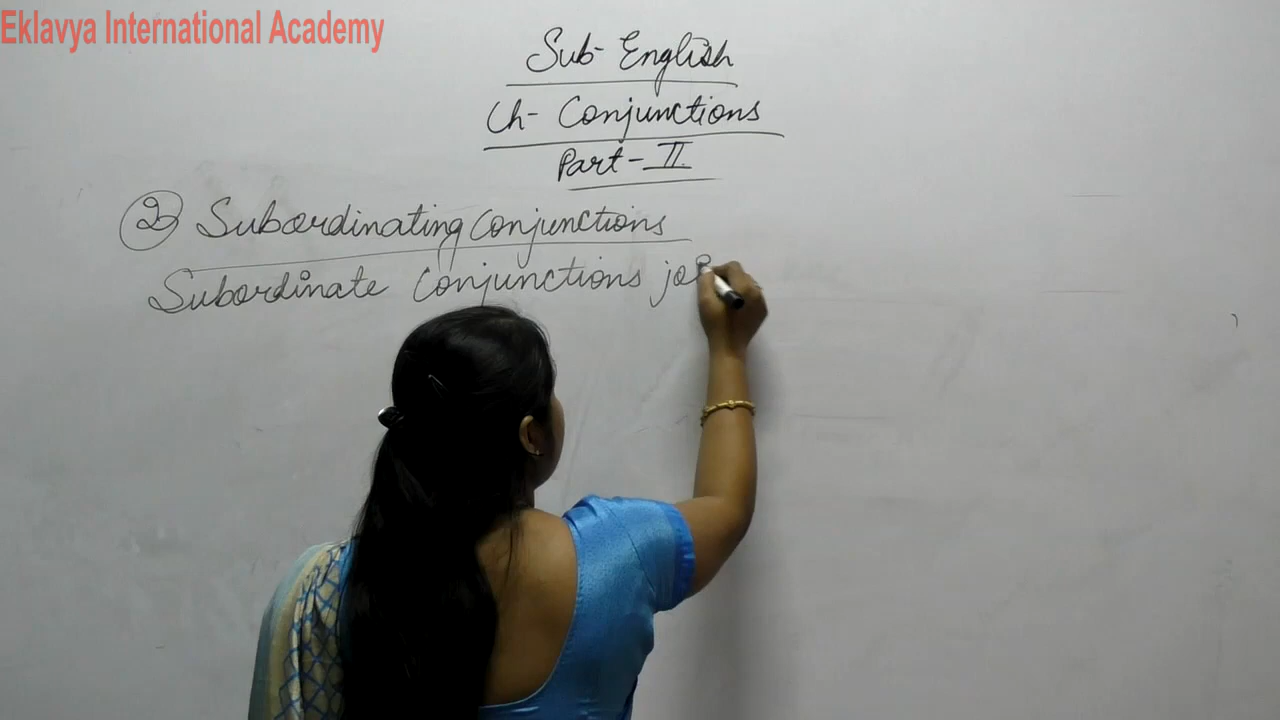 Eklavya International Academy
Sub- English
Ch- Conjunctions
Part- II.
2 Subordinating Conjunctions
Subordinate Conjunctions